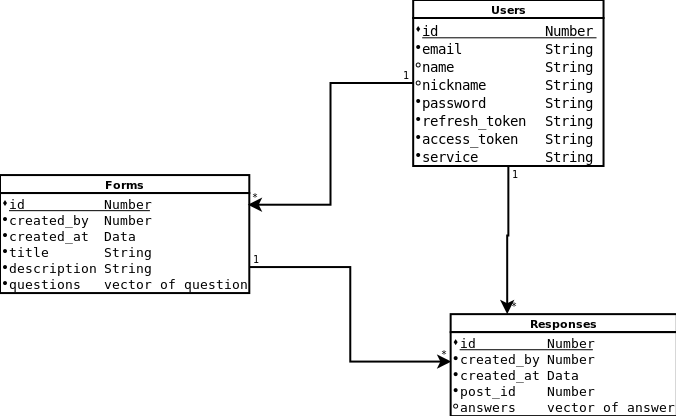 Users
id Number
email String
name String
nickname String
password String
refresh_token String
access_token String
service String
1
1
Forms
*
id Number
created_by Number
created_at Data
title String
description String
questions vector of question
1
*
Responses
*
id Number
created_by Number
created_at Data
post_id Number
answers vector of answer